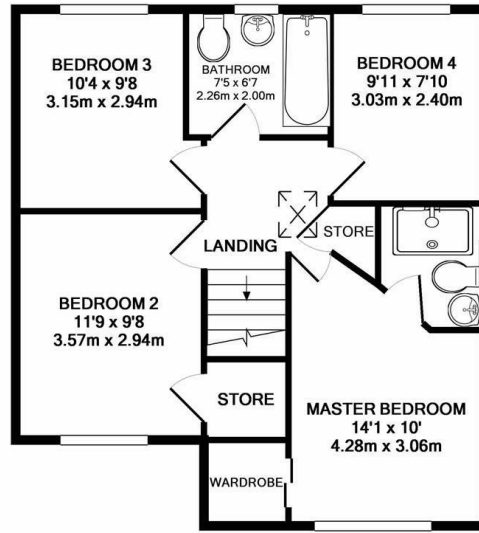 BEDROOM 3
10'4 x 9'8
3.15m x 2.94m
BATHROOM
7'5 x 6'7
2.26m x 2.00m
BEDROOM 4
9'11 x 7'10
3.03m x 2.40m
STORE
LANDING
BEDROOM 2
11'9 x 9'8
3.57m x 2.94m
STORE
MASTER BEDROOM
14'1 x 10'
4.28m x 3.06m
WARDROBE